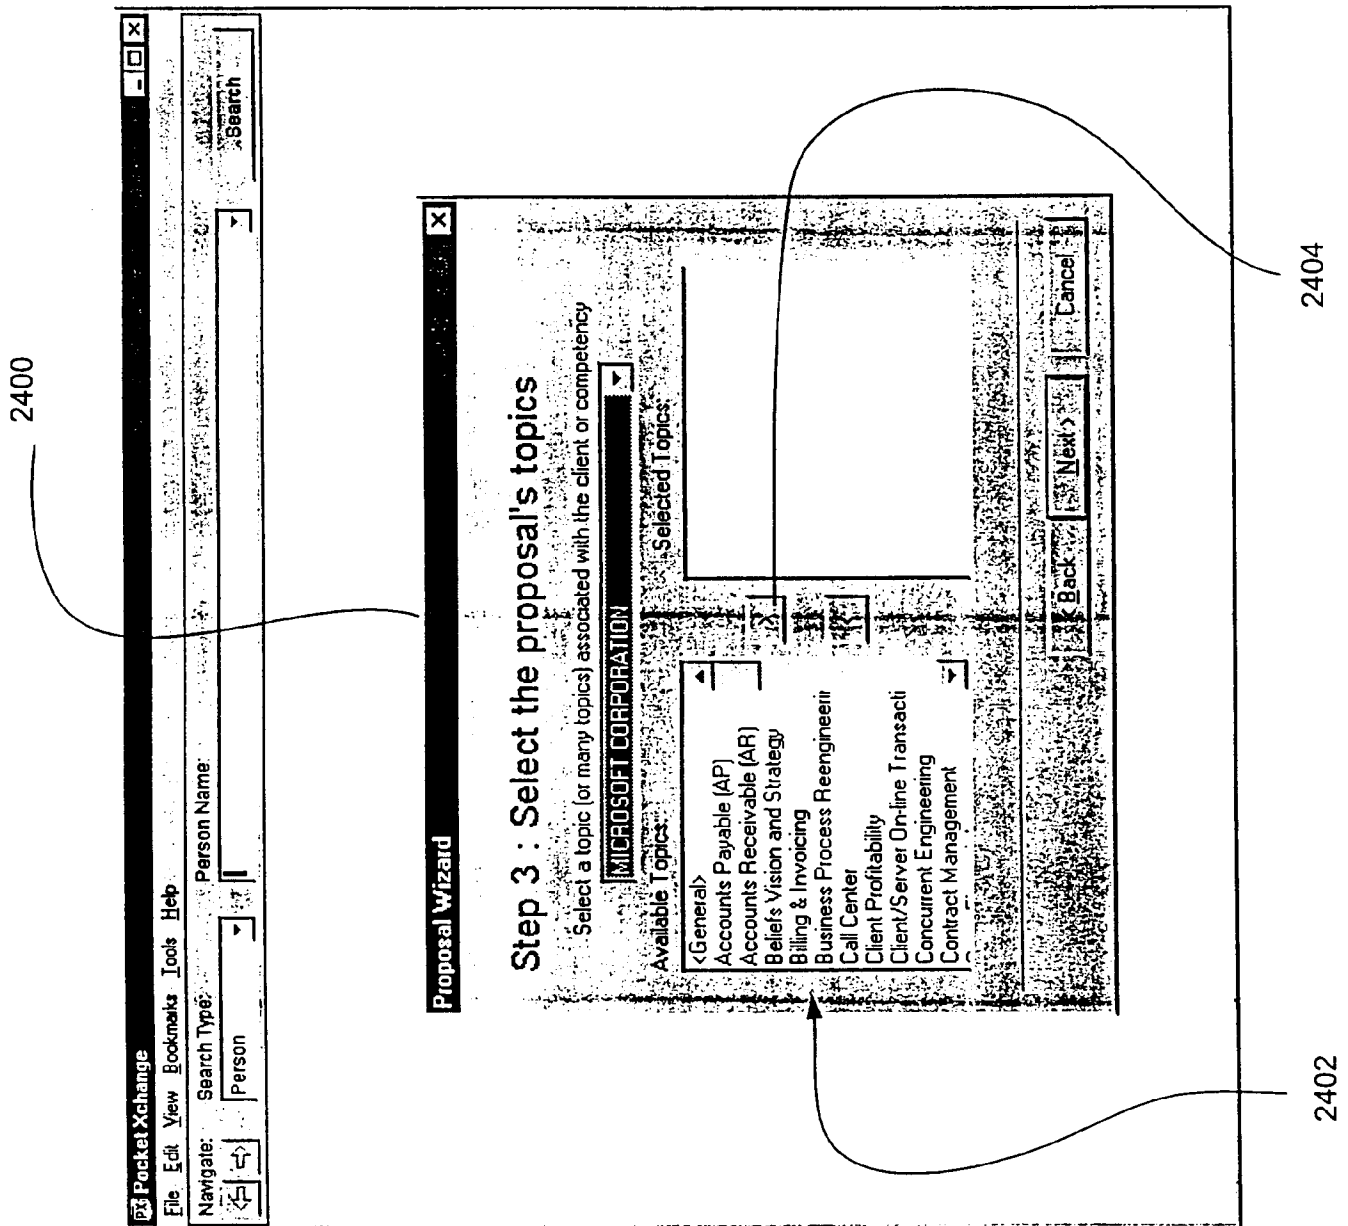 2400
Pocket Xchange
File Edit View Bookmarks Tools Help
Navigate: Search Type: Person Name:
Person Search
Proposal Wizard
Step 3 : Select the proposal's topics
Select a topic (or many topics) associated with the client or competency
MICROSOFT CORPORATION
Available Topics: Selected Topics:
<General>
Accounts Payable (AP)
Accounts Receivable (AR)
Beliefs Vision and Strategy
Billing & Invoicing
Business Process Reengineerir
Call Center
Client Profitability
Client/Server On-line Transacti
Concurrent Engineering
Contract Management
< Back Next > Cancel
2402
2404